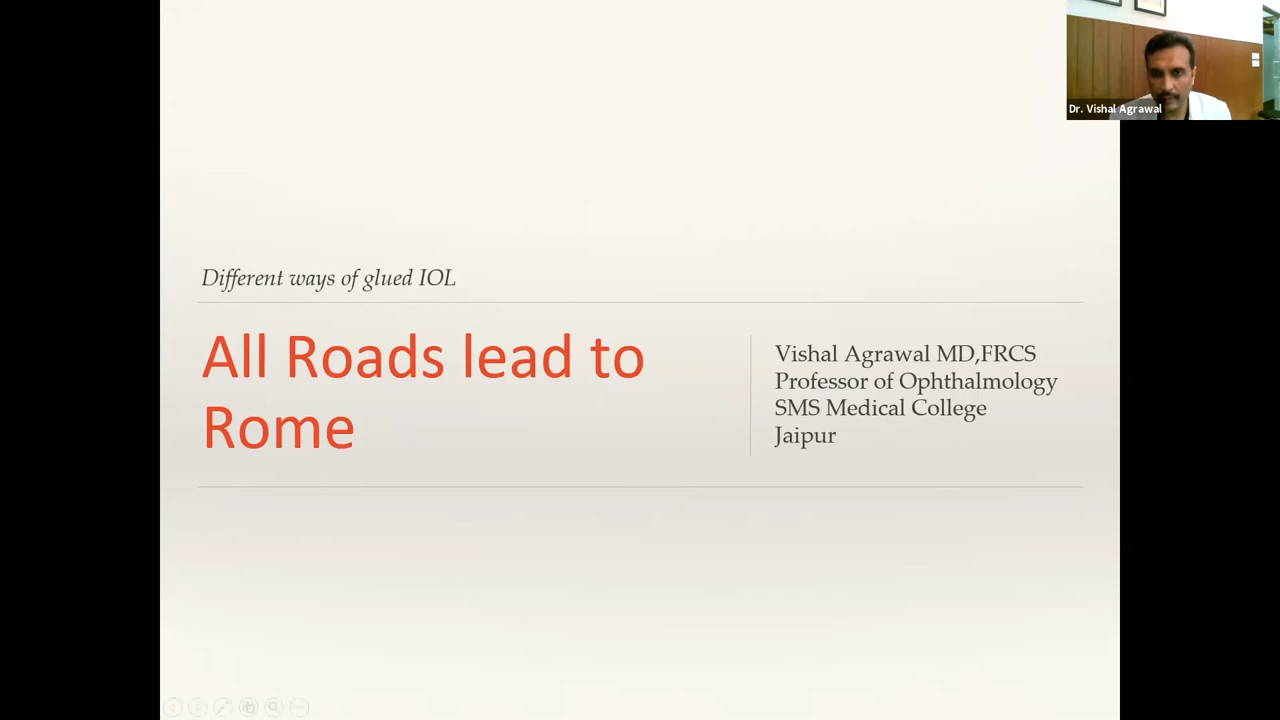 Dr. Vishal Agrawal
Different ways of glued IOL
All Roads lead to
Rome
Vishal Agrawal MD,FRCS
Professor of Ophthalmology
SMS Medical College
Jaipur